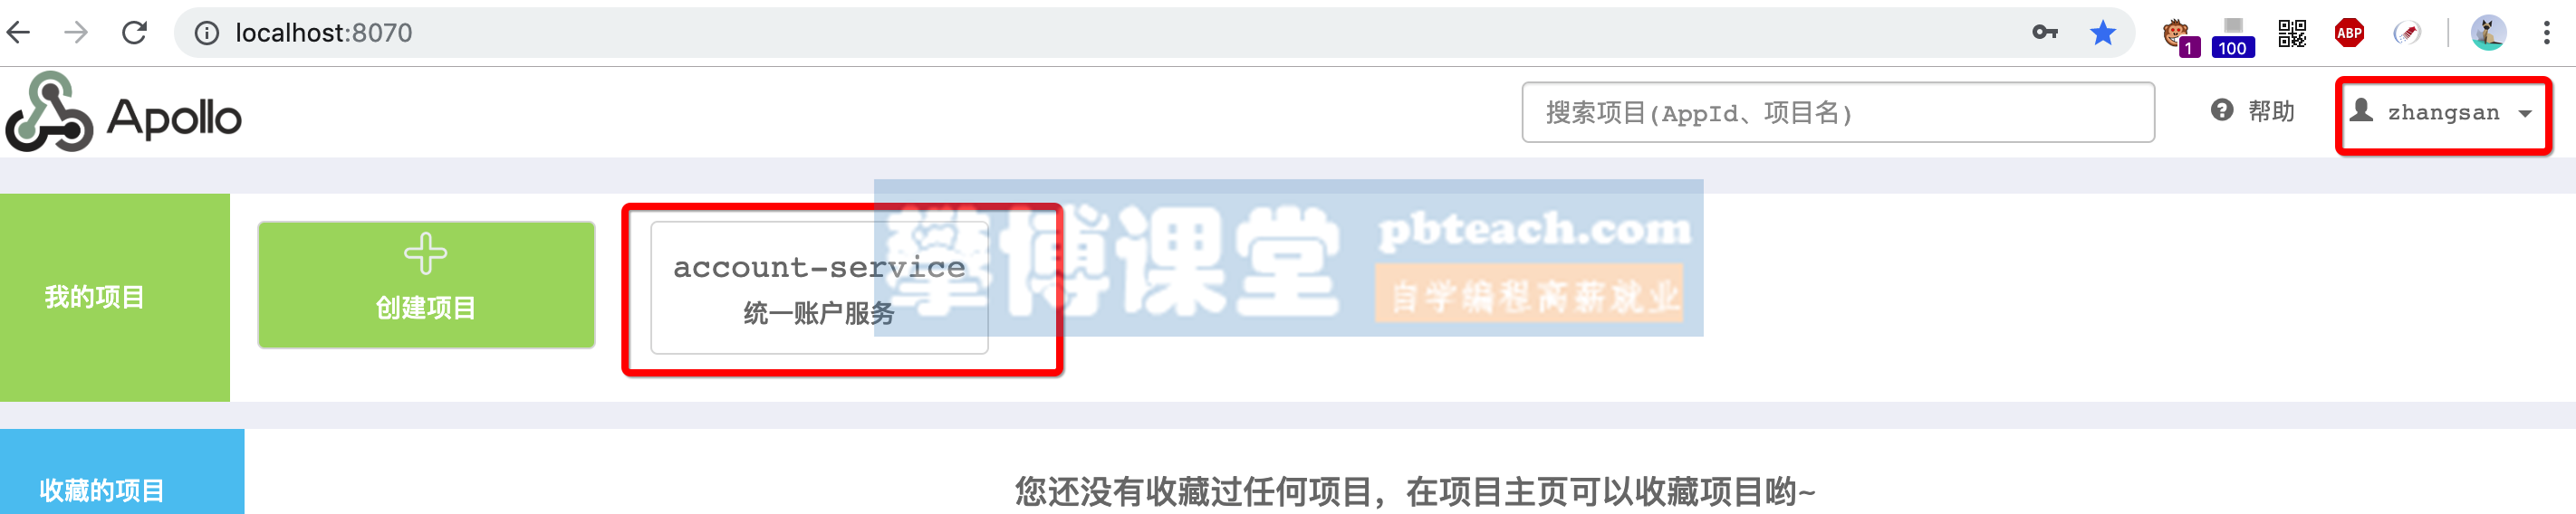 localhost:8070
1
100
ABP
Apollo
搜索项目(AppId、项目名)
帮助
zhangsan
我的项目
创建项目
account-service
统一账户服务
攀博课堂
pbteach.com
自学编程高薪就业
收藏的项目
您还没有收藏过任何项目，在项目主页可以收藏项目哟~